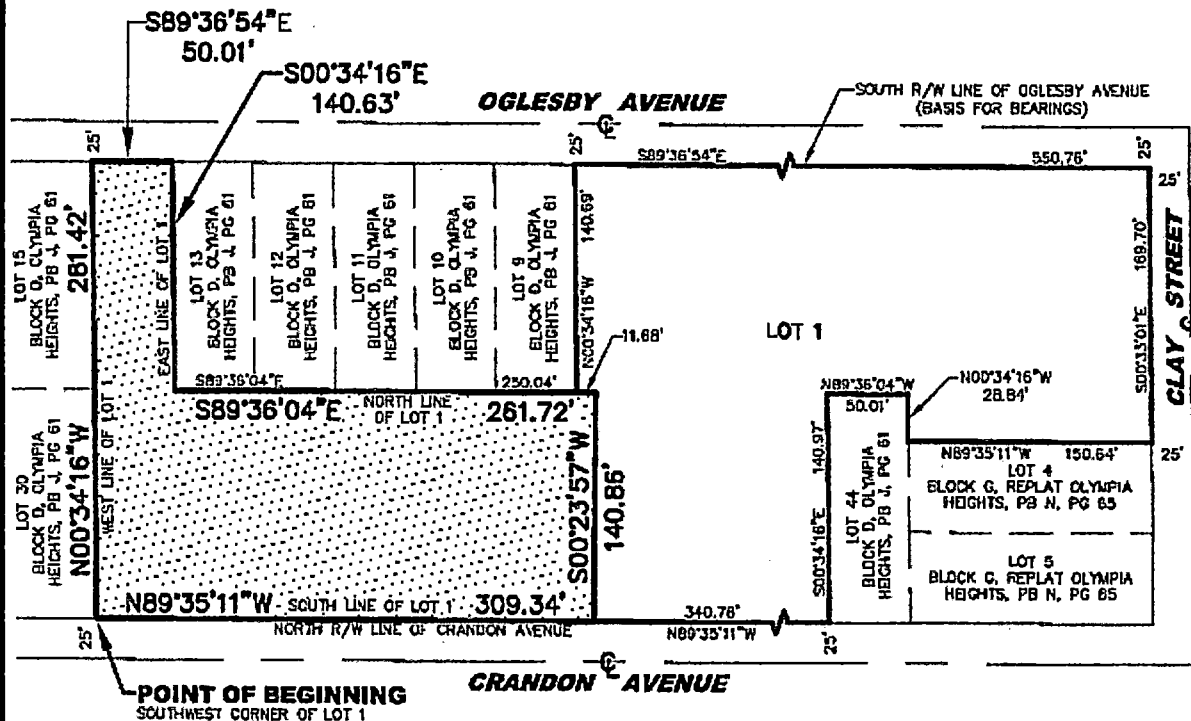 S89°36'54"E
50.01'
S00°34'16"E
140.63'
OGLESBY AVENUE
SOUTH R/W LINE OF OGLESBY AVENUE
(BASIS FOR BEARINGS)
25'
25'
S89°36'54"E
550.76'
25'
25'
LOT 15
BLOCK D, OLYMPIA
HEIGHTS, PB J, PG 61
281.42'
EAST LINE OF LOT 1
LOT 13
BLOCK D, OLYMPIA
HEIGHTS, PB J, PG 61
LOT 12
BLOCK D, OLYMPIA
HEIGHTS, PB J, PG 61
LOT 11
BLOCK D, OLYMPIA
HEIGHTS, PB J, PG 61
LOT 10
BLOCK D, OLYMPIA
HEIGHTS, PB J, PG 61
LOT 9
BLOCK D, OLYMPIA
HEIGHTS, PB J, PG 61
N00°34'16"W 140.69'
LOT 1
S00°33'01"E 169.70'
CLAY STREET
11.68'
S89°36'04"E
250.04'
S89°36'04"E
NORTH LINE
OF LOT 1
261.72'
N89°36'04"W
50.01'
N00°34'16"W
28.84'
LOT 30
BLOCK D, OLYMPIA
HEIGHTS, PB J, PG 61
N00°34'16"W
WEST LINE OF LOT 1
S00°23'57"W
140.86'
S00°34'16"E 140.97'
LOT 44
BLOCK D, OLYMPIA
HEIGHTS, PB J, PG 61
N89°35'11"W 150.64'
25'
LOT 4
BLOCK G, REPLAT OLYMPIA
HEIGHTS, PB N, PG 65
LOT 5
BLOCK G, REPLAT OLYMPIA
HEIGHTS, PB N, PG 65
N89°35'11"W SOUTH LINE OF LOT 1 309.34'
NORTH R/W LINE OF CRANDON AVENUE
340.78'
N89°35'11"W
25'
25'
CRANDON AVENUE
POINT OF BEGINNING
SOUTHWEST CORNER OF LOT 1